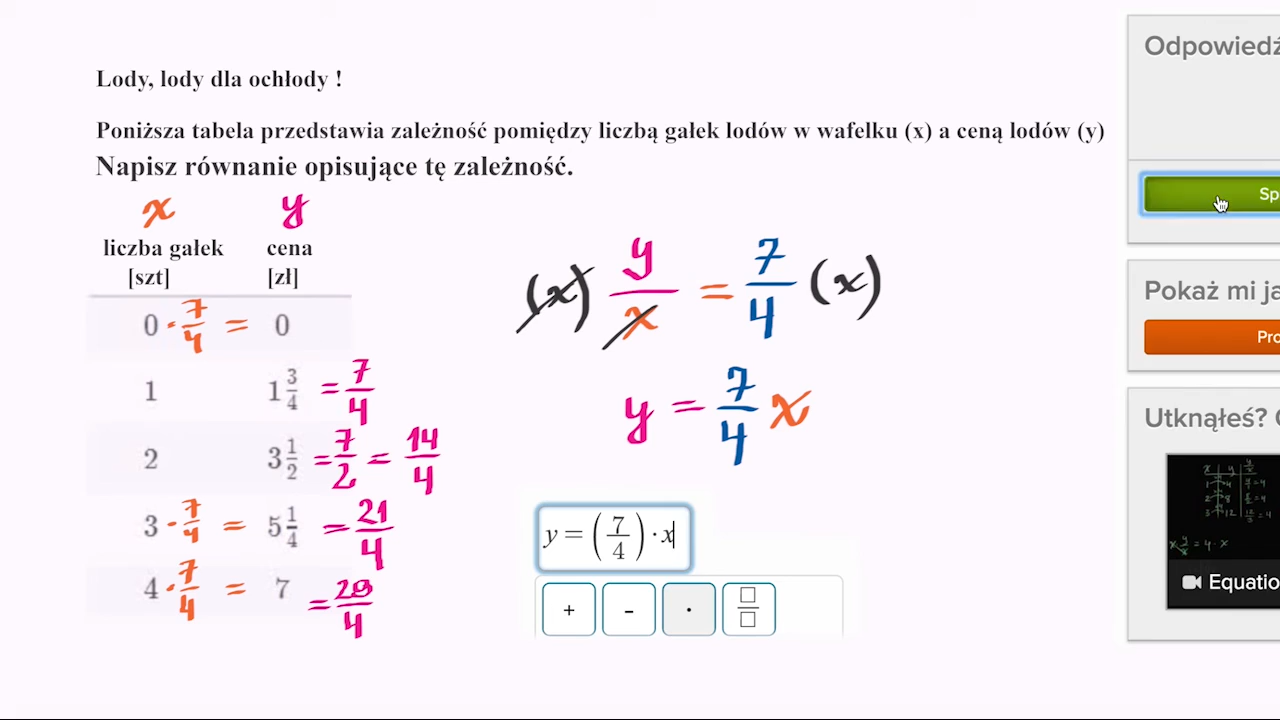 Lody, lody dla ochłody !
Poniższa tabela przedstawia zależność pomiędzy liczbą gałek lodów w wafelku (x) a ceną lodów (y)
Napisz równanie opisujące tę zależność.
x y
liczba gałek cena
[szt] [zł]
0 · 7/4 = 0
1 1 3/4 = 7/4
2 3 1/2 = 7/2 = 14/4
3 · 7/4 = 5 1/4 = 21/4
4 · 7/4 = 7 = 28/4
(x) y/x = 7/4 (x)
y = 7/4 x
y = (7/4) · x
+ - · □/□
Odpowiedź
Sp
Pokaż mi ja
Pro
Utknąłeś?
x y y/x
x y/x = 4 · x
Equatio